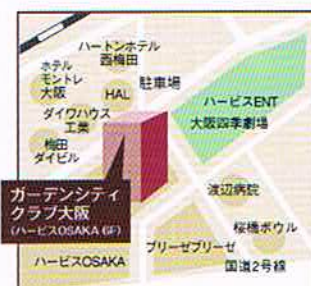 ハートンホテル
西梅田
ホテル
モントレ
大阪
駐車場
HAL
ハービスENT
大阪四季劇場
ダイワハウス
工業
梅田
ダイビル
ガーデンシティ
クラブ大阪
(ハービスOSAKA 6F)
渡辺病院
桜橋ボウル
ブリーゼブリーゼ
ハービスOSAKA
国道2号線